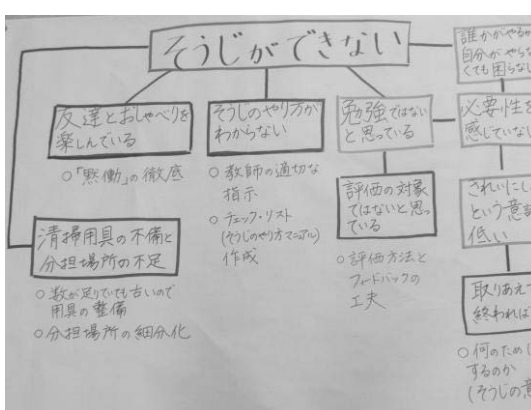 そうじができない
友達とおしゃべりを
楽しんでいる
○「黙働」の徹底
清掃用具の不備と
分担場所の不足
○数が足りていても古いので
用具の整備
○分担場所の細分化
そうじのやり方が
わからない
○教師の適切な
指示
○チェック・リスト
(そうじのやり方マニュアル)
作成
勉強ではない
と思っている
評価の対象
ではないと思っ
ている
○評価方法と
フィードバックの
工夫
誰かがやるか
自分がやらな
くても困らない
必要性を
感じていない
きれいにし
という意
低い
取りあえ
終われば
○何のために
するのか
(そうじの意